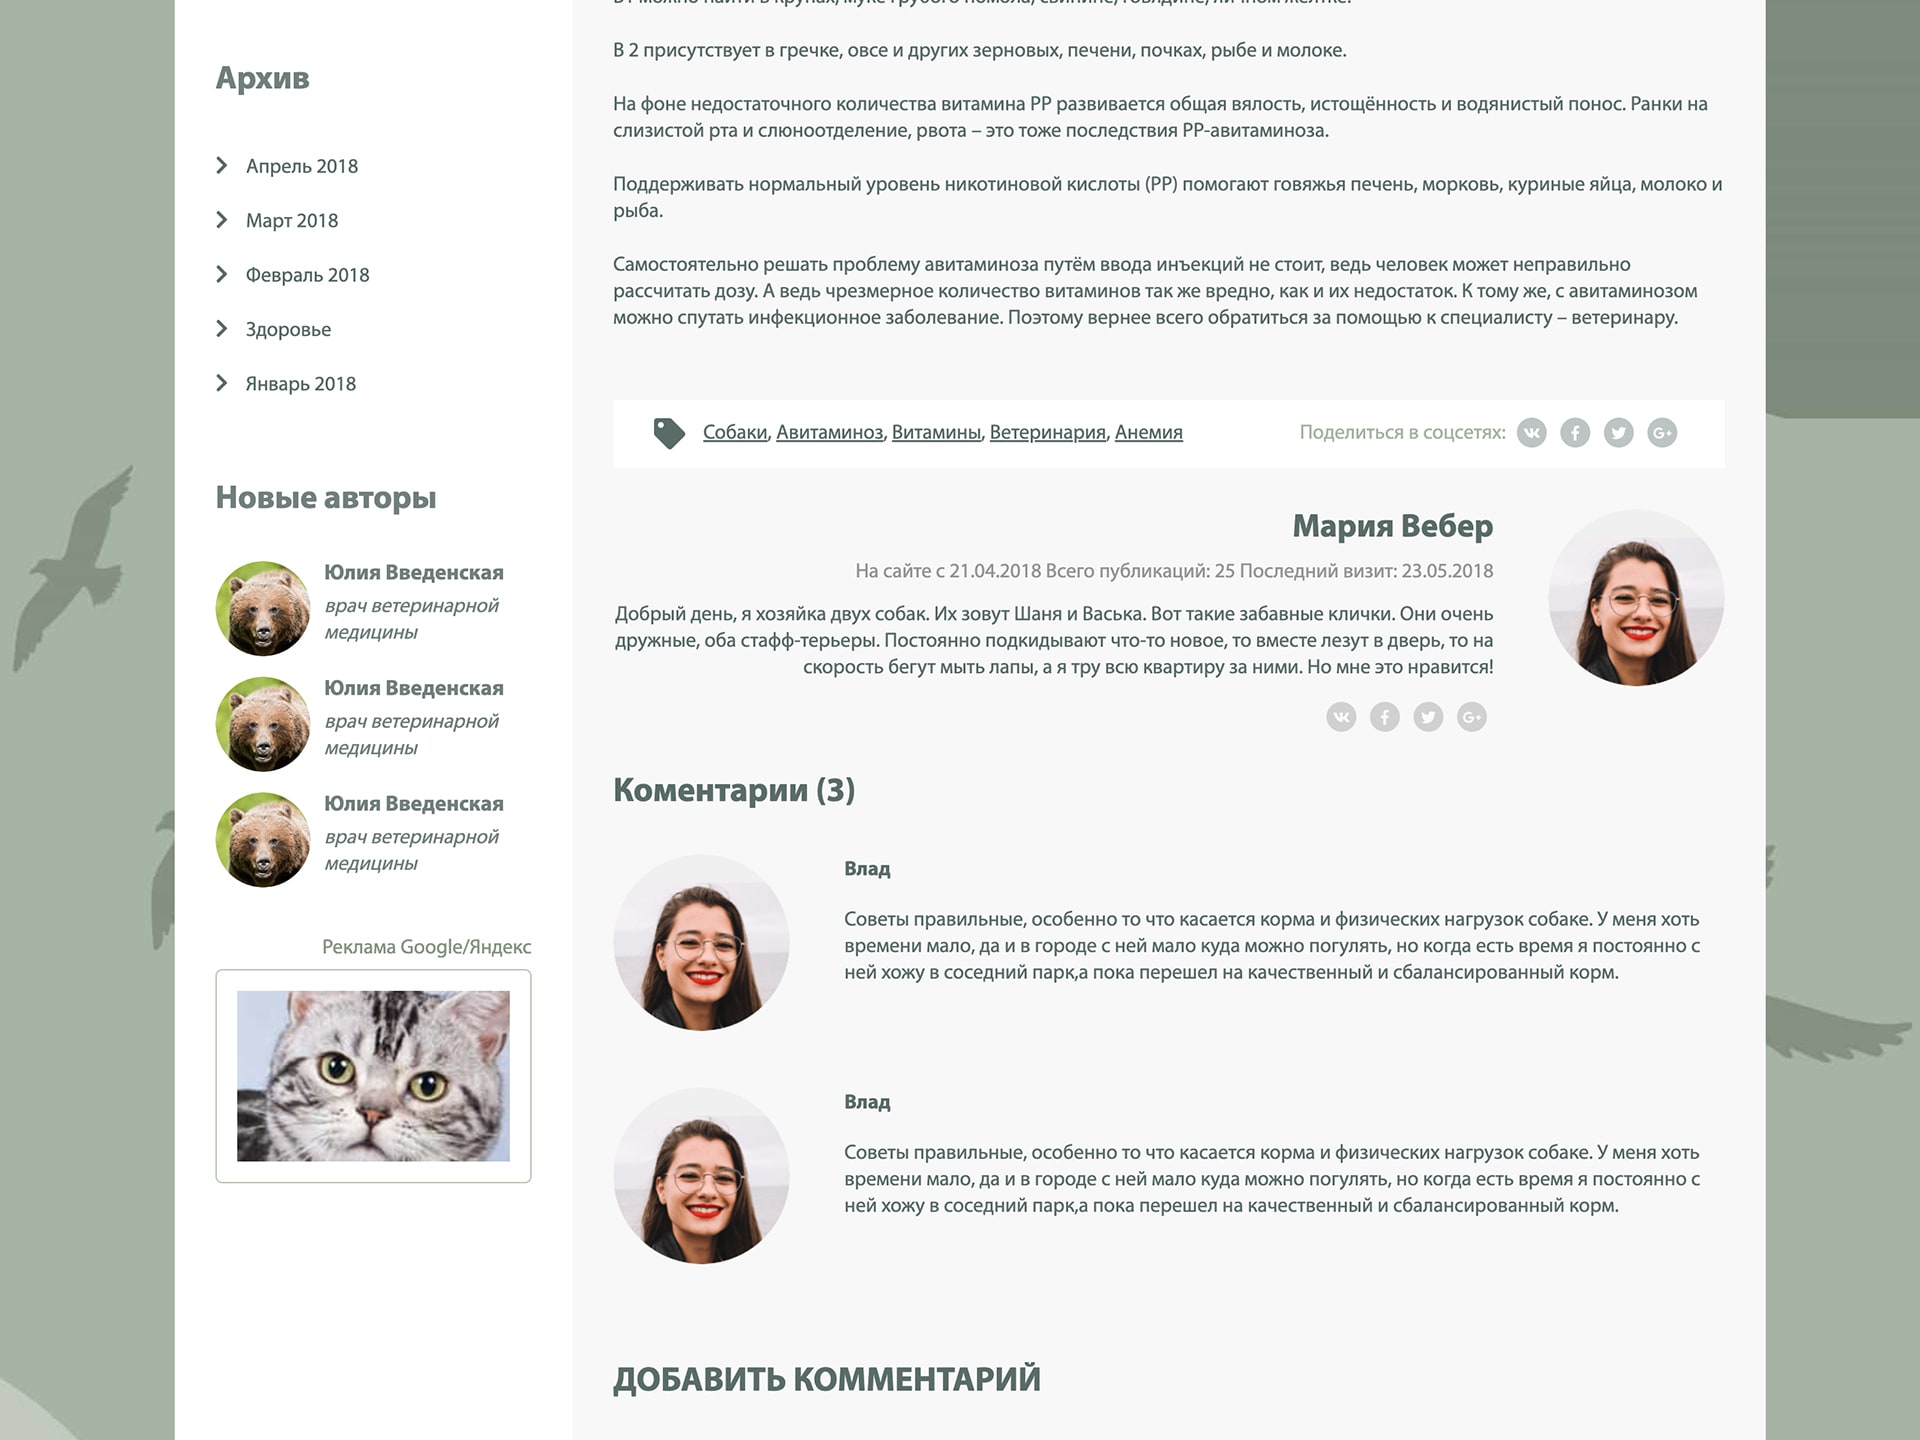 Архив
Апрель 2018
Март 2018
Февраль 2018
Здоровье
Январь 2018
Новые авторы
Юлия Введенская
врач ветеринарной
медицины
Юлия Введенская
врач ветеринарной
медицины
Юлия Введенская
врач ветеринарной
медицины
Реклама Google/Яндекс
В 2 присутствует в гречке, овсе и других зерновых, печени, почках, рыбе и молоке.
На фоне недостаточного количества витамина PP развивается общая вялость, истощённость и водянистый понос. Ранки на
слизистой рта и слюноотделение, рвота – это тоже последствия PP-авитаминоза.
Поддерживать нормальный уровень никотиновой кислоты (PP) помогают говяжья печень, морковь, куриные яйца, молоко и
рыба.
Самостоятельно решать проблему авитаминоза путём ввода инъекций не стоит, ведь человек может неправильно
рассчитать дозу. А ведь чрезмерное количество витаминов так же вредно, как и их недостаток. К тому же, с авитаминозом
можно спутать инфекционное заболевание. Поэтому вернее всего обратиться за помощью к специалисту – ветеринару.
Собаки, Авитаминоз, Витамины, Ветеринария, Анемия
Поделиться в соцсетях:
Мария Вебер
На сайте с 21.04.2018 Всего публикаций: 25 Последний визит: 23.05.2018
Добрый день, я хозяйка двух собак. Их зовут Шаня и Васька. Вот такие забавные клички. Они очень
дружные, оба стафф-терьеры. Постоянно подкидывают что-то новое, то вместе лезут в дверь, то на
скорость бегут мыть лапы, а я тру всю квартиру за ними. Но мне это нравится!
Коментарии (3)
Влад
Советы правильные, особенно то что касается корма и физических нагрузок собаке. У меня хоть
времени мало, да и в городе с ней мало куда можно погулять, но когда есть время я постоянно с
ней хожу в соседний парк,а пока перешел на качественный и сбалансированный корм.
Влад
Советы правильные, особенно то что касается корма и физических нагрузок собаке. У меня хоть
времени мало, да и в городе с ней мало куда можно погулять, но когда есть время я постоянно с
ней хожу в соседний парк,а пока перешел на качественный и сбалансированный корм.
ДОБАВИТЬ КОММЕНТАРИЙ